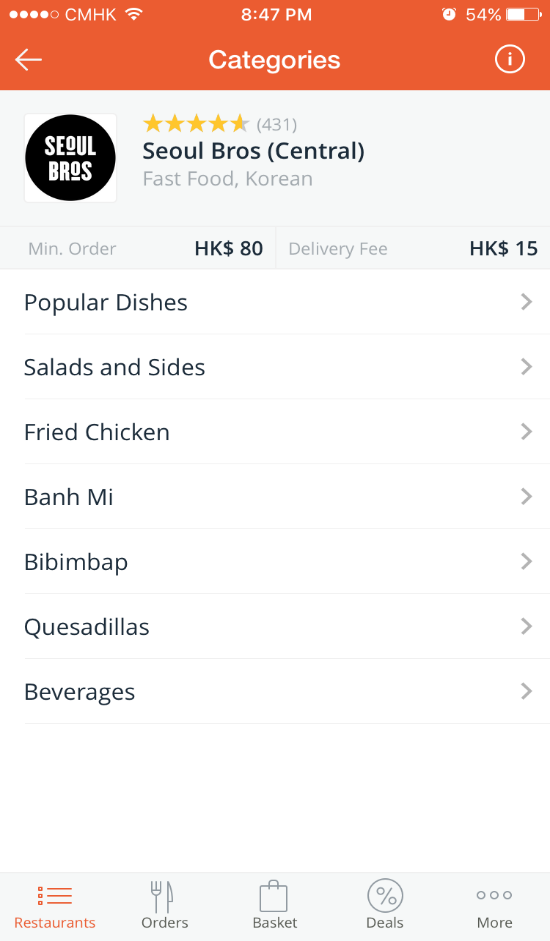 CMHK 8:47 PM 54%
Categories
SEOUL
BROS
(431)
Seoul Bros (Central)
Fast Food, Korean
Min. Order HK$ 80 Delivery Fee HK$ 15
Popular Dishes
Salads and Sides
Fried Chicken
Banh Mi
Bibimbap
Quesadillas
Beverages
Restaurants Orders Basket Deals More